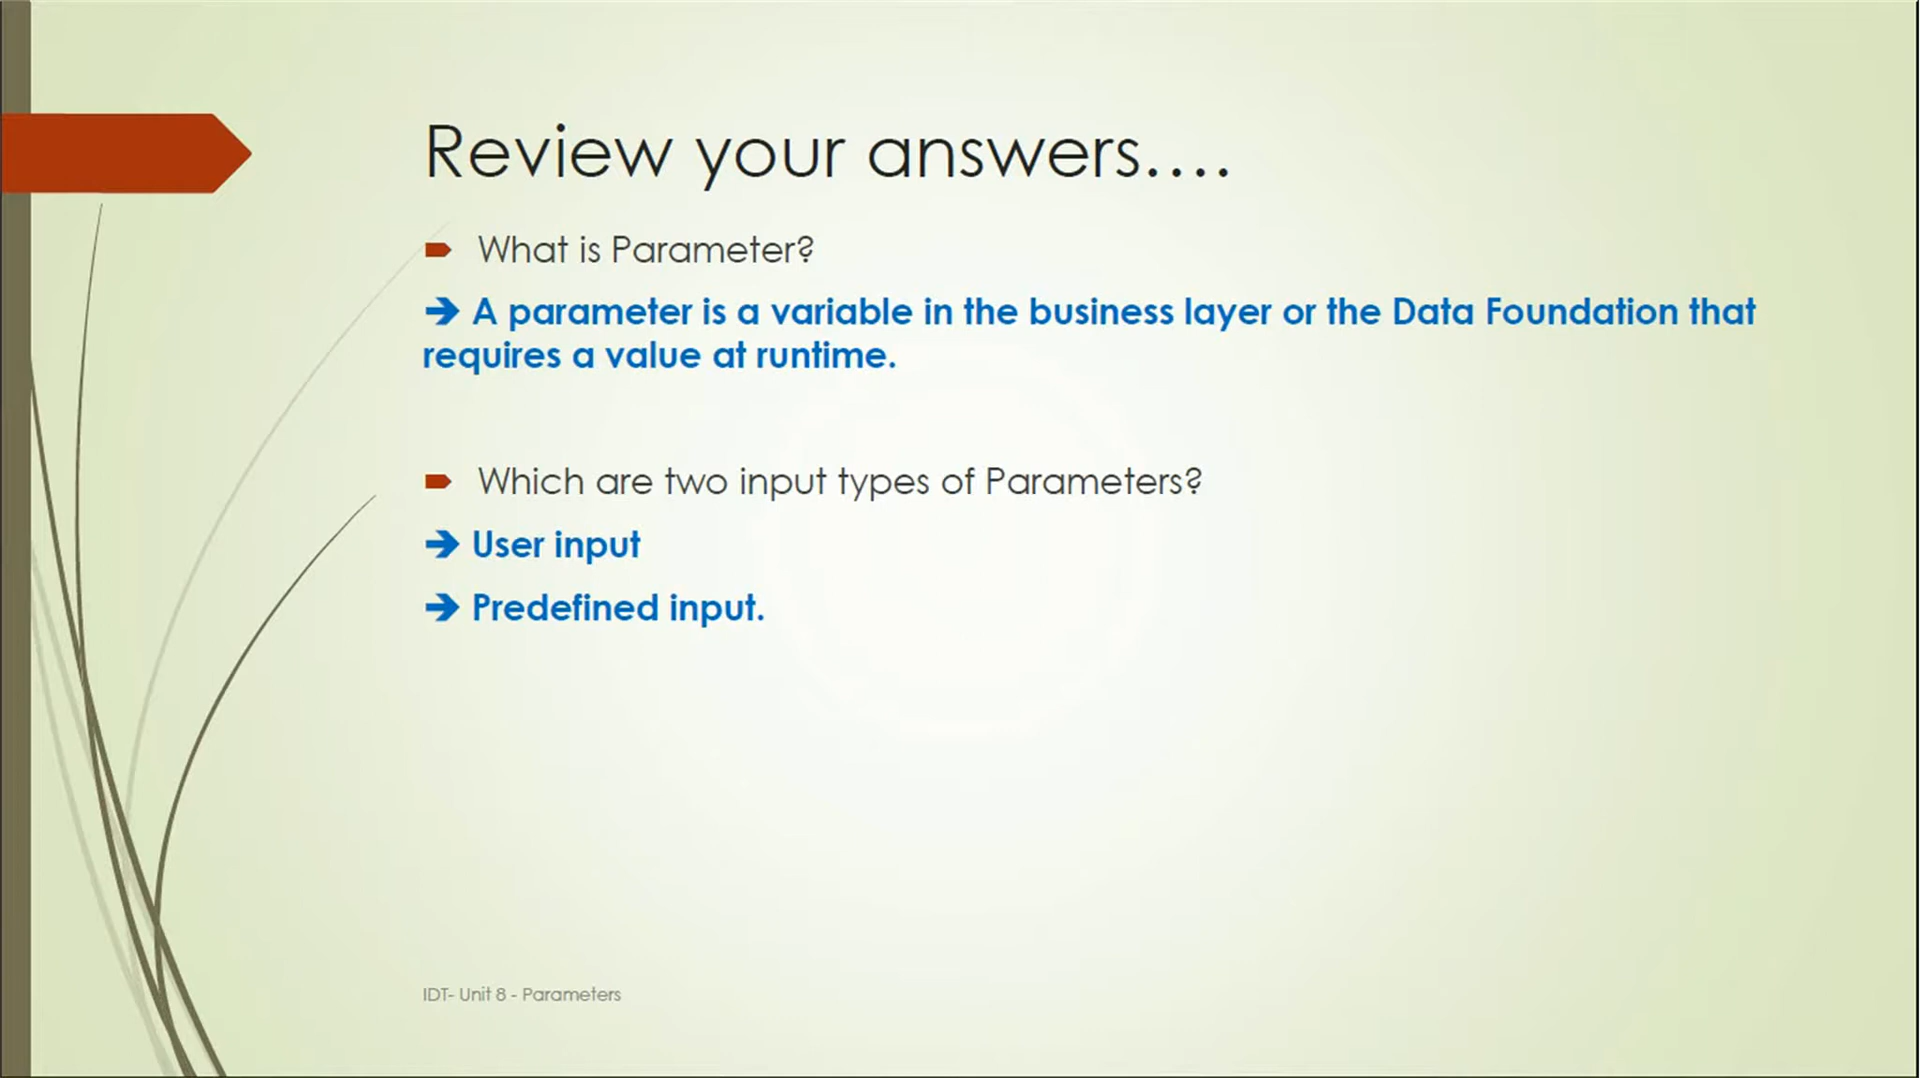 Review your answers....
What is Parameter?
➔ A parameter is a variable in the business layer or the Data Foundation that
requires a value at runtime.
Which are two input types of Parameters?
➔ User input
➔ Predefined input.
IDT- Unit 8 - Parameters